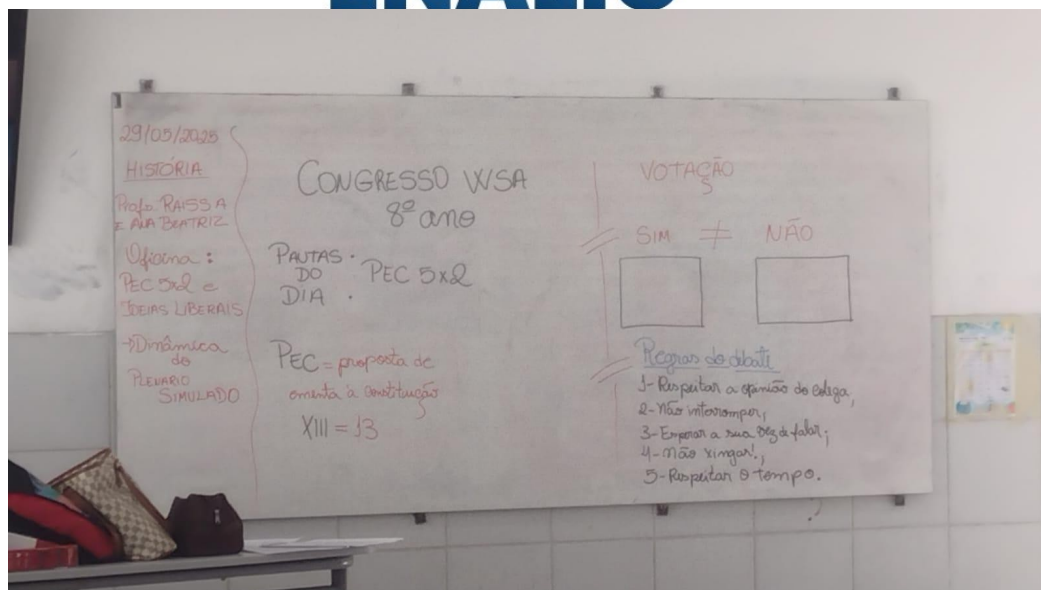 ENALIC
29/05/2025
HISTÓRIA
Profa. RAISSA
E ANA BEATRIZ
Oficina:
PEC 5x2 e
IDEIAS LIBERAIS
→Dinâmica
do
PLENARIO
SIMULADO
CONGRESSO WSA
8º ano
PAUTAS
DO
DIA
• PEC 5x2
PEC = proposta de
omenta à constituição
XIII = 13
VOTAÇÃO
SIM ≠ NÃO
Regras do debate
1- Respeitar a opinião do colega,
2- Não interromper,
3- Esperar a sua vez de falar;
4- não xingar!,
5- Respeitar o tempo.